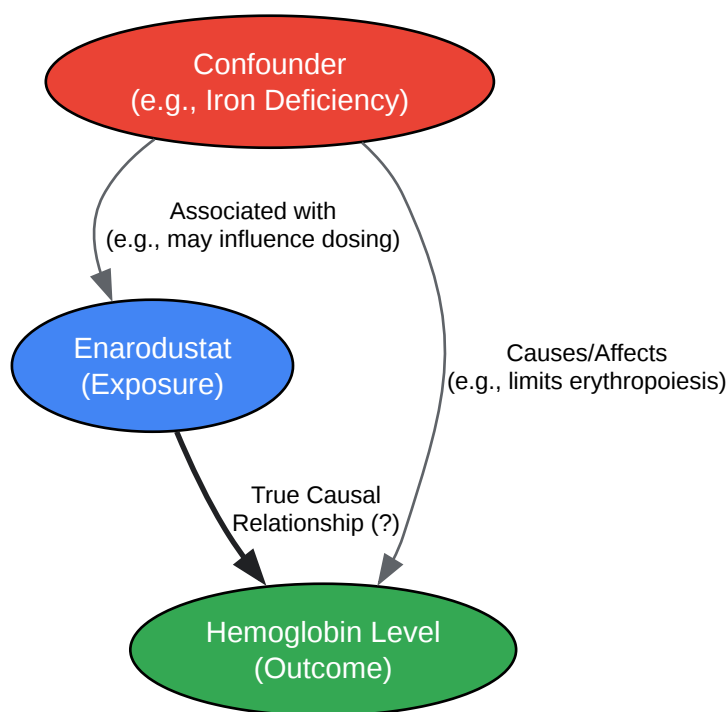 Confounder
(e.g., Iron Deficiency)
Associated with
(e.g., may influence dosing)
Enarodustat
(Exposure)
Causes/Affects
(e.g., limits erythropoiesis)
True Causal
Relationship (?)
Hemoglobin Level
(Outcome)